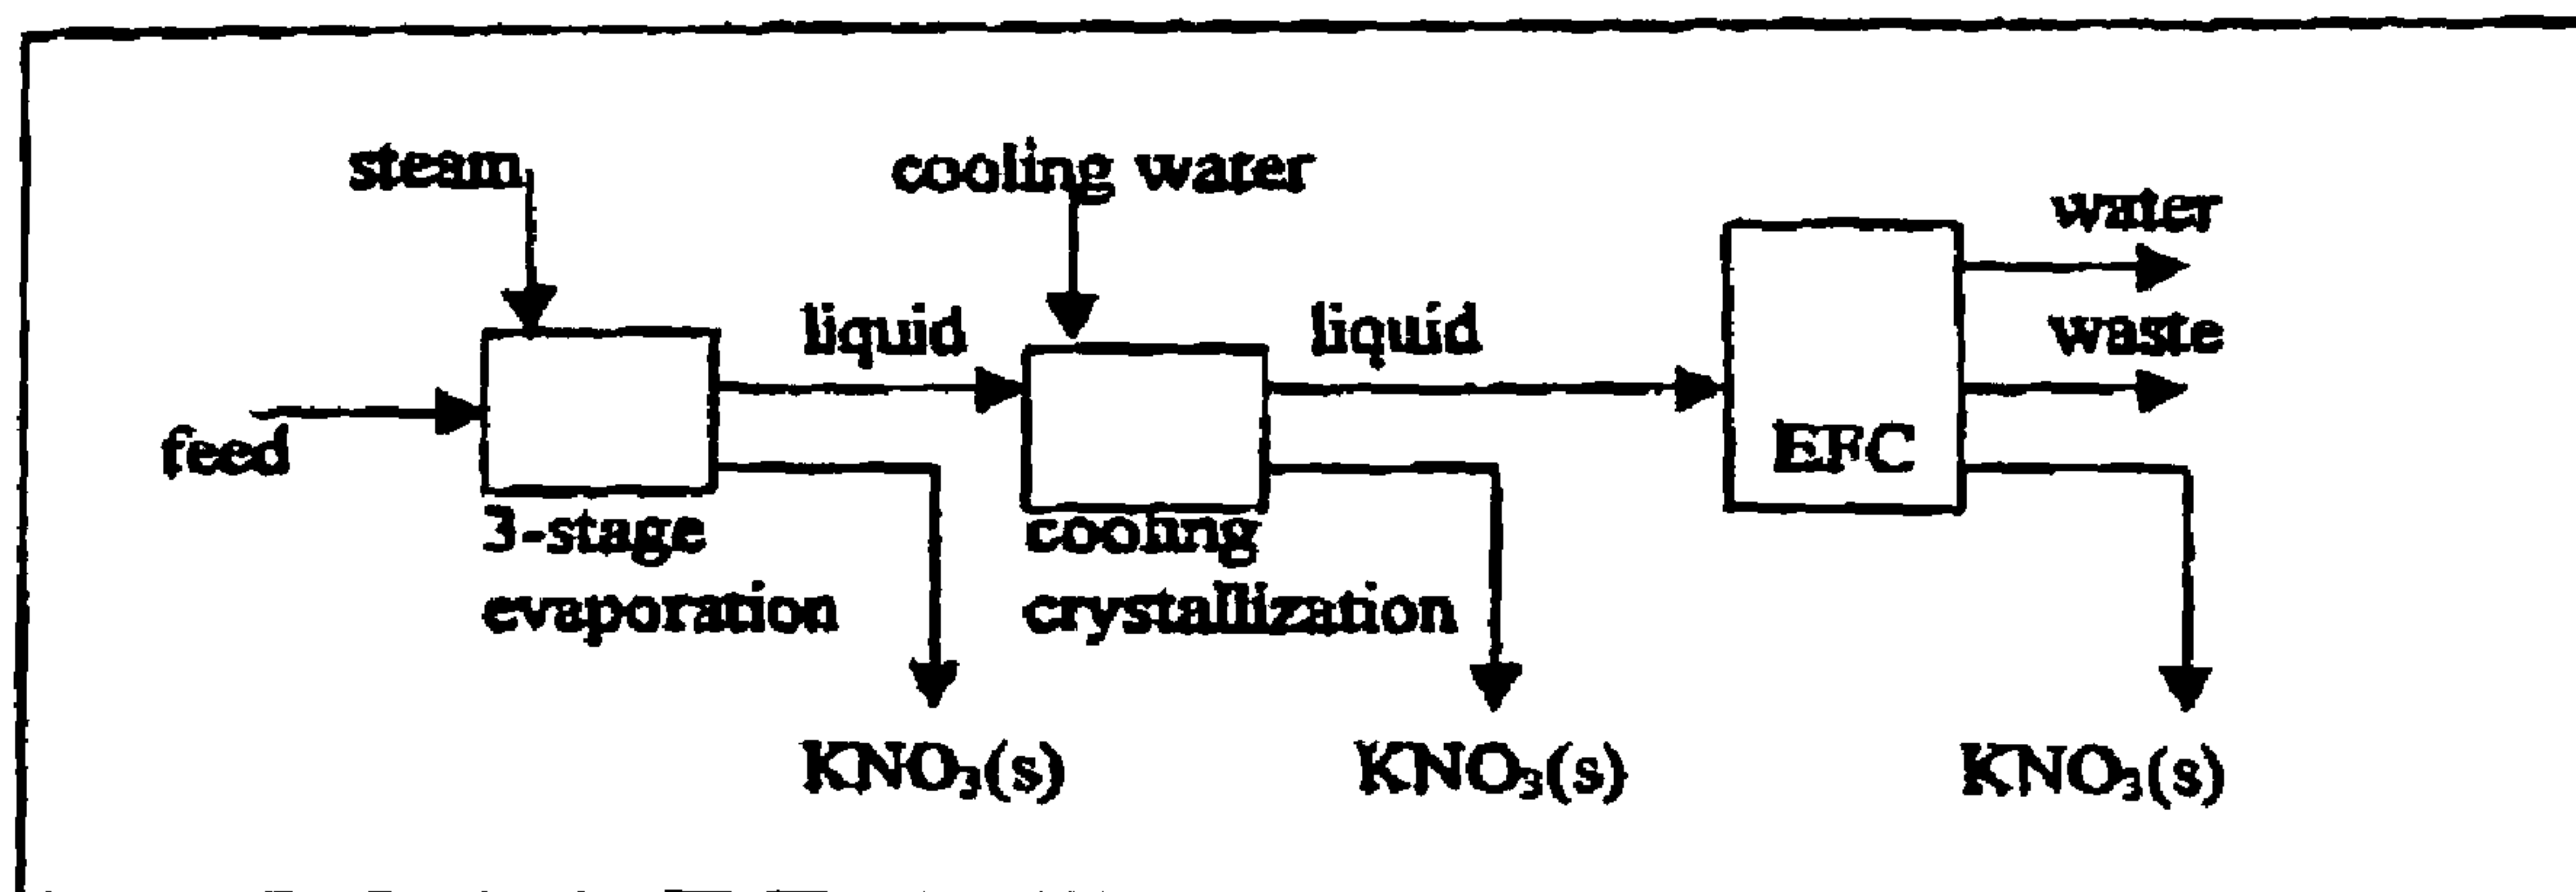 steam
cooling water
water
liquid
liquid
waste
feed
EFC
3-stage
evaporation
cooling
crystallization
KNO₃(s)
KNO₃(s)
KNO₃(s)